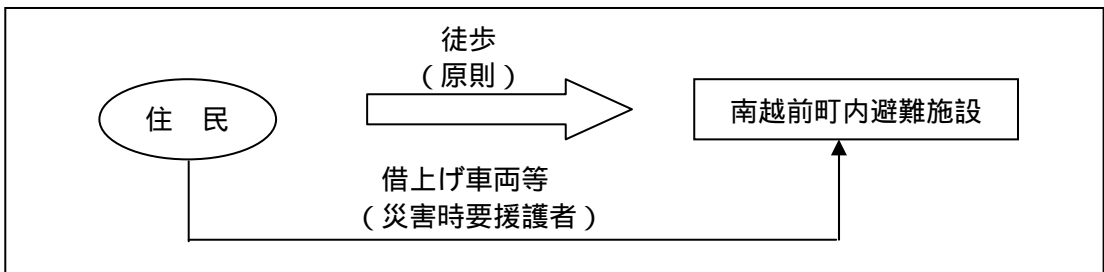 徒歩
（原則）
住　民
南越前町内避難施設
借上げ車両等
（災害時要援護者）